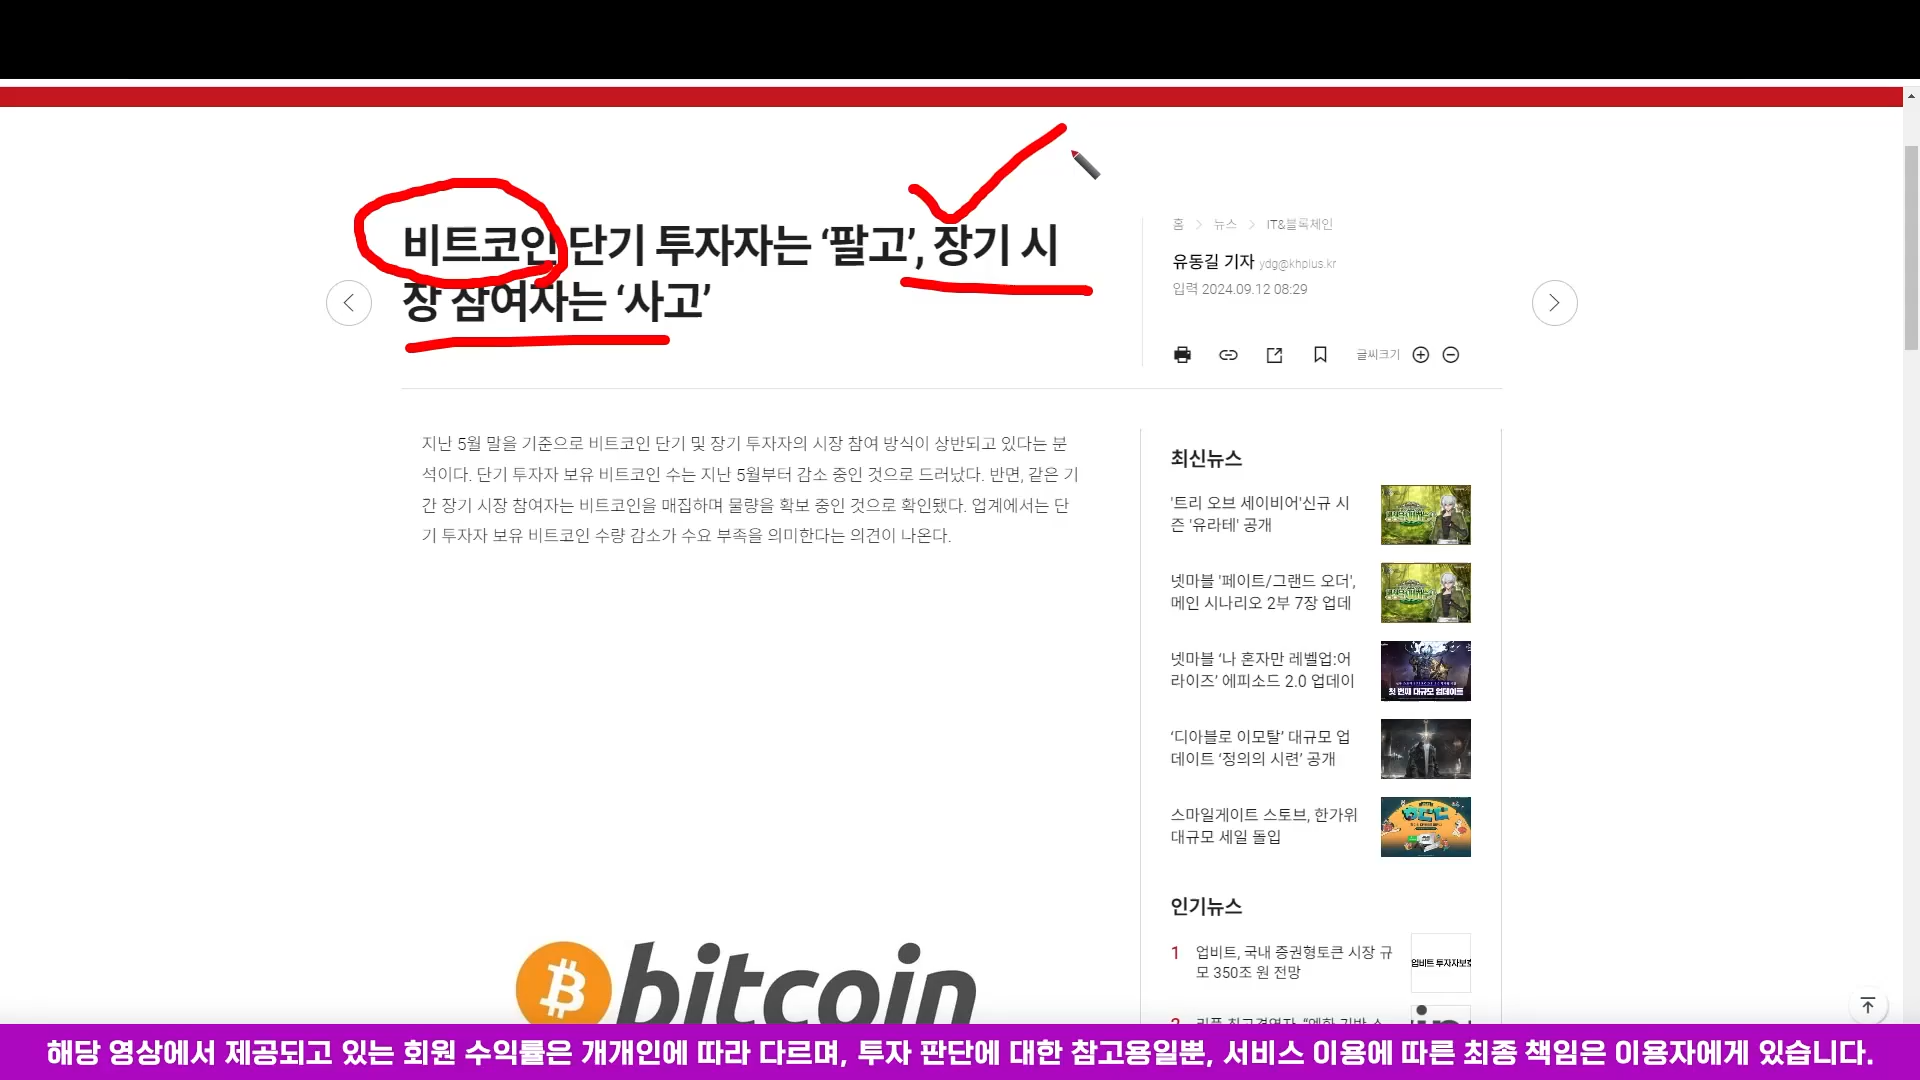 비트코인 단기 투자자는 ‘팔고’, 장기 시
장 참여자는 ‘사고’
홈 > 뉴스 > IT&블록체인
유동길 기자 ydg@khplus.kr
입력 2024.09.12 08:29
글씨크기
지난 5월 말을 기준으로 비트코인 단기 및 장기 투자자의 시장 참여 방식이 상반되고 있다는 분
석이다. 단기 투자자 보유 비트코인 수는 지난 5월부터 감소 중인 것으로 드러났다. 반면, 같은 기
간 장기 시장 참여자는 비트코인을 매집하며 물량을 확보 중인 것으로 확인됐다. 업계에서는 단
기 투자자 보유 비트코인 수량 감소가 수요 부족을 의미한다는 의견이 나온다.
bitcoin
최신뉴스
'트리 오브 세이비어'신규 시
즌 '유라테' 공개
넷마블 '페이트/그랜드 오더',
메인 시나리오 2부 7장 업데
넷마블 ‘나 혼자만 레벨업:어
라이즈’ 에피소드 2.0 업데이
첫 번째 대규모 업데이트
‘디아블로 이모탈’ 대규모 업
데이트 ‘정의의 시련’ 공개
스마일게이트 스토브, 한가위
대규모 세일 돌입
인기뉴스
1 업비트, 국내 증권형토큰 시장 규
모 350조 원 전망
업비트 투자자보호
해당 영상에서 제공되고 있는 회원 수익률은 개개인에 따라 다르며, 투자 판단에 대한 참고용일뿐, 서비스 이용에 따른 최종 책임은 이용자에게 있습니다.